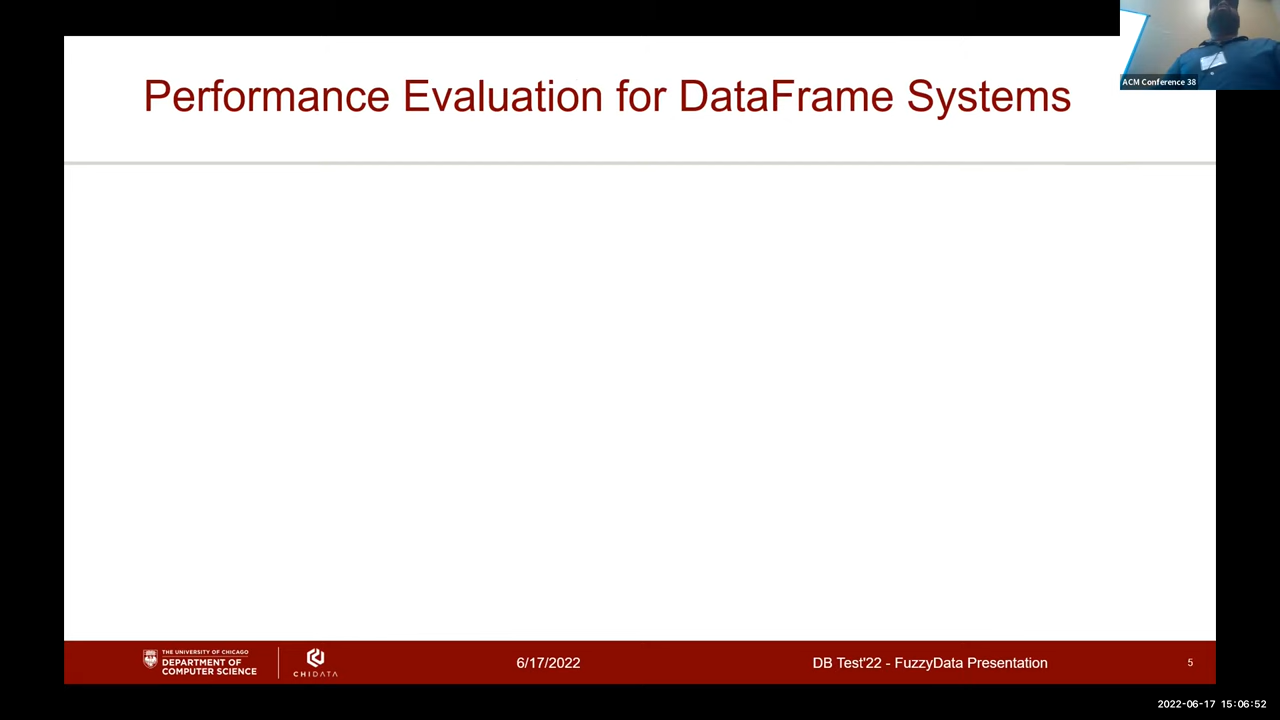 Performance Evaluation for DataFrame Systems
ACM Conference 38
THE UNIVERSITY OF CHICAGO
DEPARTMENT OF
COMPUTER SCIENCE
CHIDATA
6/17/2022
DB Test'22 - FuzzyData Presentation
5
2022-06-17 15:06:52